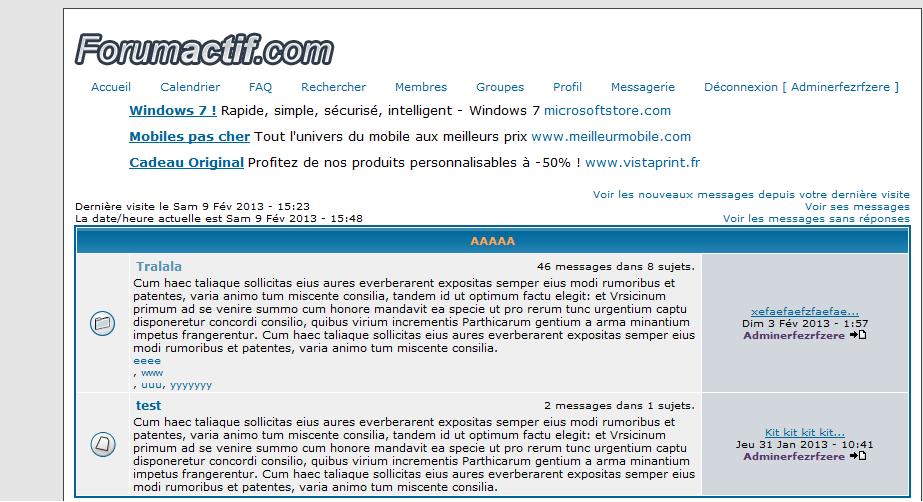 Forumactif.com
Accueil Calendrier FAQ Rechercher Membres Groupes Profil Messagerie Déconnexion [ Adminerfezrfzere ]
Windows 7 ! Rapide, simple, sécurisé, intelligent - Windows 7 microsoftstore.com
Mobiles pas cher Tout l'univers du mobile aux meilleurs prix www.meilleurmobile.com
Cadeau Original Profitez de nos produits personnalisables à -50% ! www.vistaprint.fr
Voir les nouveaux messages depuis votre dernière visite
Dernière visite le Sam 9 Fév 2013 - 15:23 Voir ses messages
La date/heure actuelle est Sam 9 Fév 2013 - 15:48 Voir les messages sans réponses
AAAAA
Tralala 46 messages dans 8 sujets.
Cum haec taliaque sollicitas eius aures everberarent expositas semper eius modi rumoribus et
patentes, varia animo tum miscente consilia, tandem id ut optimum factu elegit: et Vrsicinum
primum ad se venire summo cum honore mandavit ea specie ut pro rerum tunc urgentium captu
disponeretur concordi consilio, quibus virium incrementis Parthicarum gentium a arma minantium
impetus frangerentur. Cum haec taliaque sollicitas eius aures everberarent expositas semper eius
modi rumoribus et patentes, varia animo tum miscente consilia.
eeee
, www
, uuu, yyyyyyy
xefaefaefzfaefae...
Dim 3 Fév 2013 - 1:57
Adminerfezrfzere
test 2 messages dans 1 sujets.
Cum haec taliaque sollicitas eius aures everberarent expositas semper eius modi rumoribus et
patentes, varia animo tum miscente consilia, tandem id ut optimum factu elegit: et Vrsicinum
primum ad se venire summo cum honore mandavit ea specie ut pro rerum tunc urgentium captu
disponeretur concordi consilio, quibus virium incrementis Parthicarum gentium a arma minantium
impetus frangerentur. Cum haec taliaque sollicitas eius aures everberarent expositas semper eius
modi rumoribus et patentes, varia animo tum miscente consilia.
Kit kit kit kit...
Jeu 31 Jan 2013 - 10:41
Adminerfezrfzere